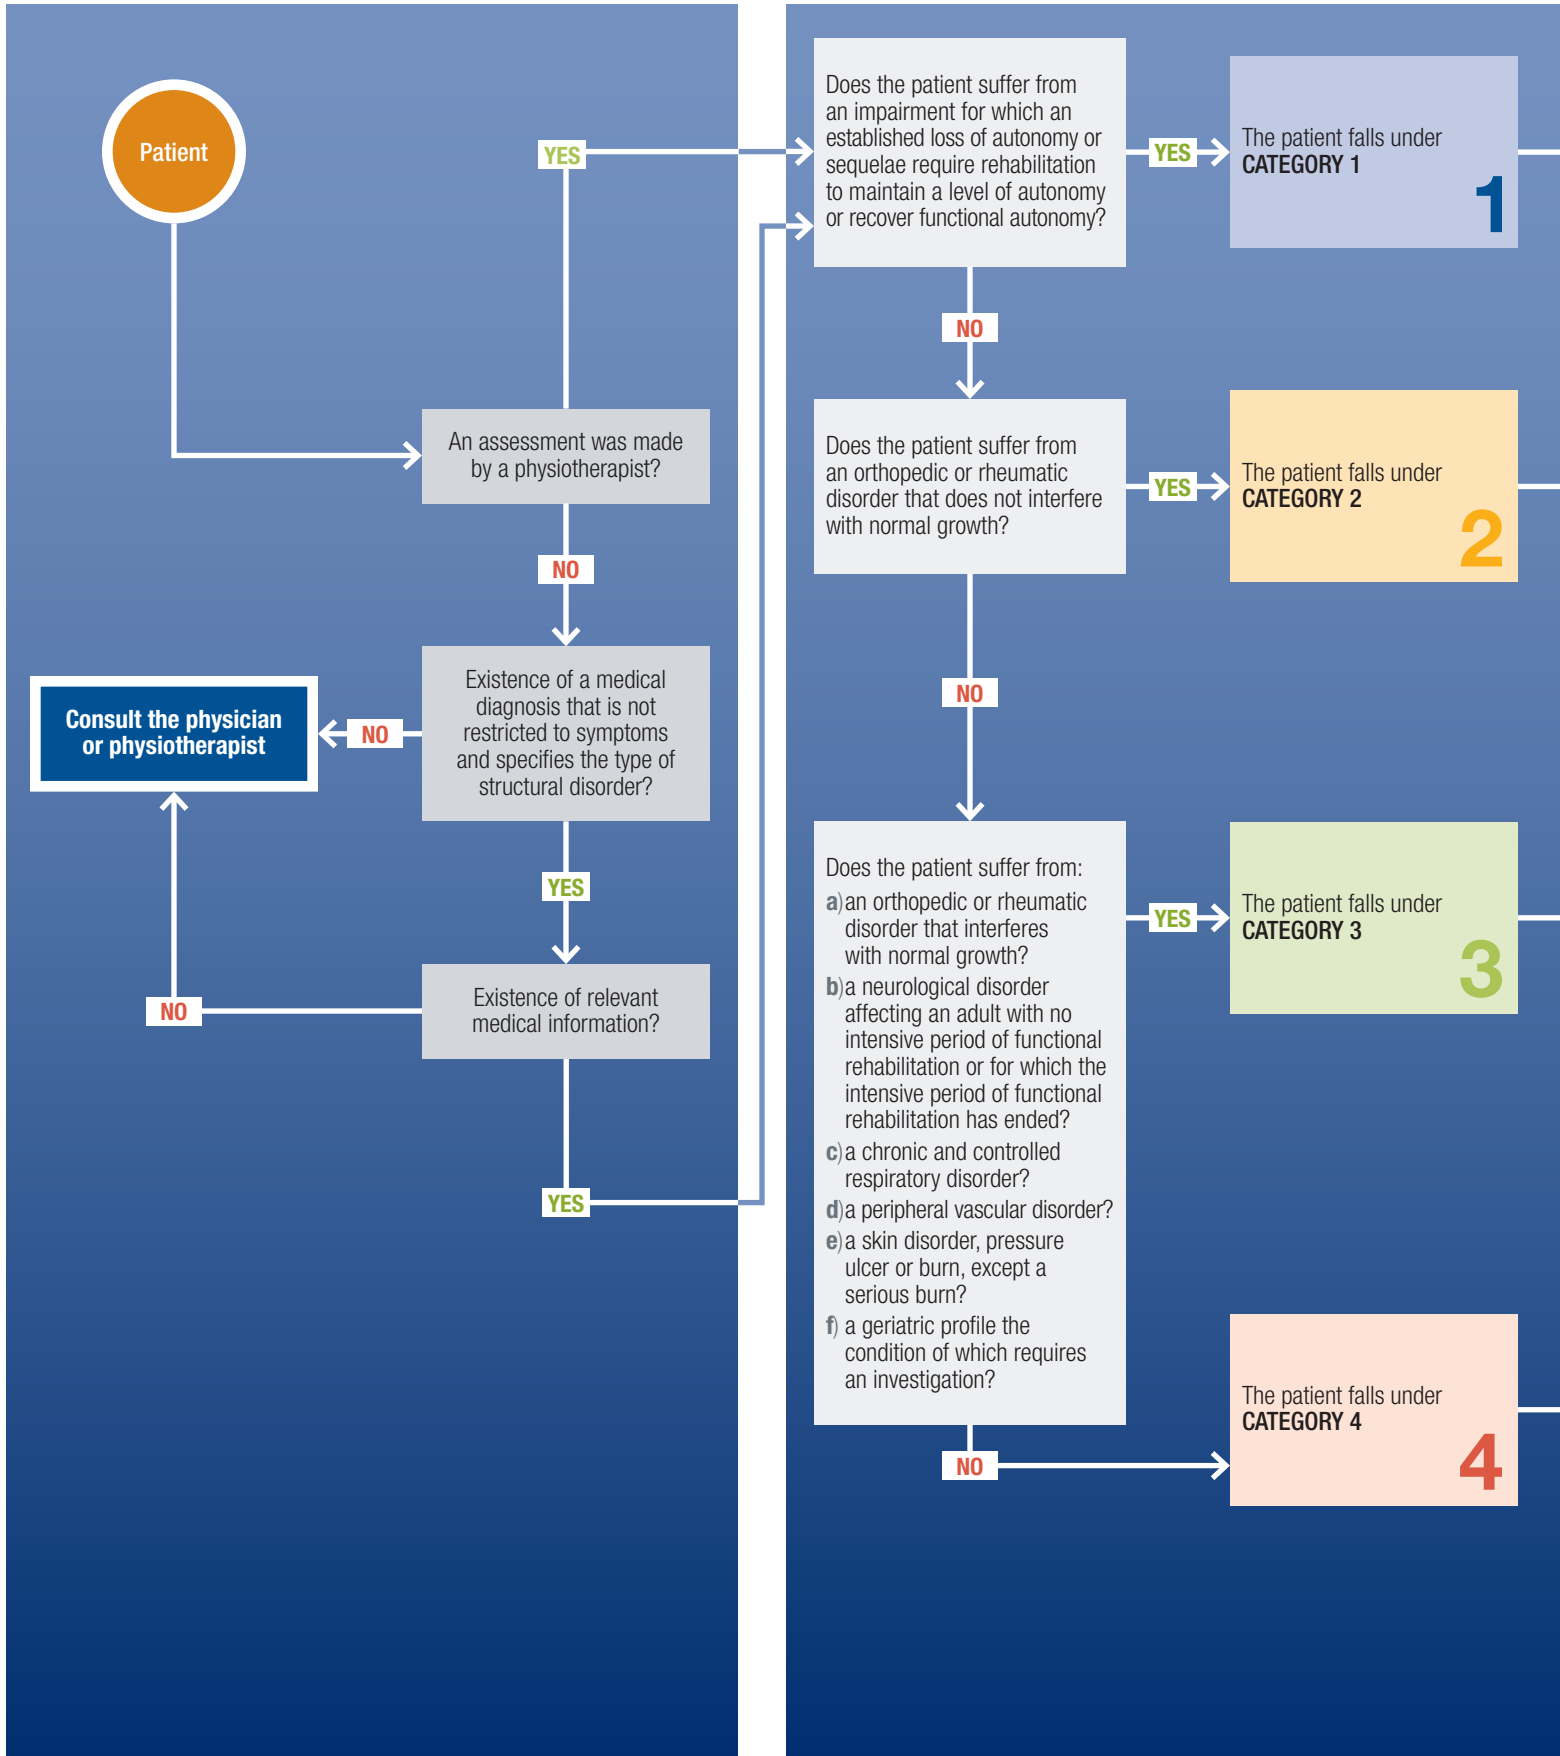 Patient
YES
An assessment was made
by a physiotherapist?
NO
Existence of a medical
diagnosis that is not
restricted to symptoms
and specifies the type of
structural disorder?
NO
Consult the physician
or physiotherapist
YES
Existence of relevant
medical information?
NO
YES
Does the patient suffer from
an impairment for which an
established loss of autonomy or
sequelae require rehabilitation
to maintain a level of autonomy
or recover functional autonomy?
YES
The patient falls under
CATEGORY 1
1
NO
Does the patient suffer from
an orthopedic or rheumatic
disorder that does not interfere
with normal growth?
YES
The patient falls under
CATEGORY 2
2
NO
Does the patient suffer from:
a) an orthopedic or rheumatic
disorder that interferes
with normal growth?
b) a neurological disorder
affecting an adult with no
intensive period of functional
rehabilitation or for which the
intensive period of functional
rehabilitation has ended?
c) a chronic and controlled
respiratory disorder?
d) a peripheral vascular disorder?
e) a skin disorder, pressure
ulcer or burn, except a
serious burn?
f) a geriatric profile the
condition of which requires
an investigation?
YES
The patient falls under
CATEGORY 3
3
NO
The patient falls under
CATEGORY 4
4